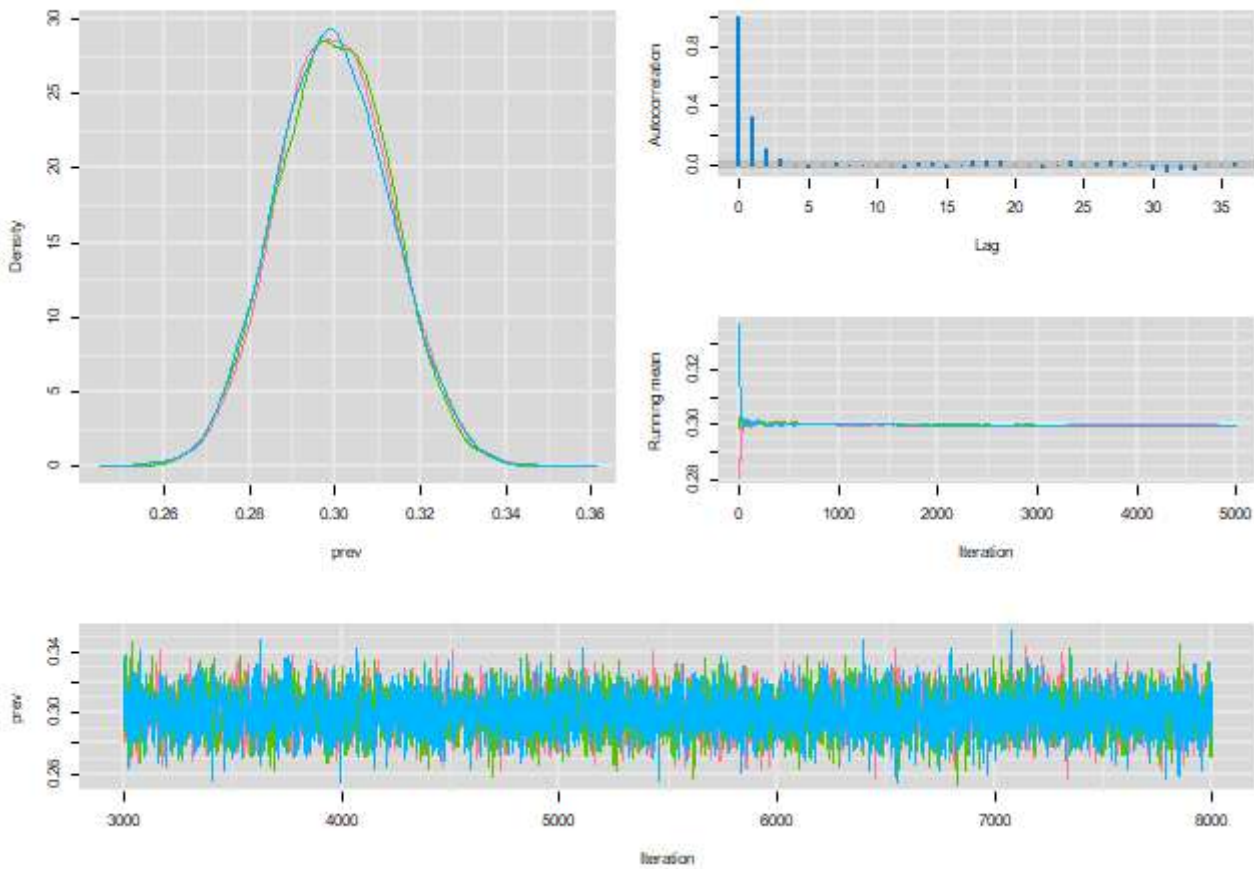 30
25
20
15
10
5
0
Density
0.26 0.28 0.30 0.32 0.34 0.36
prev
0.8
0.4
0.0
Autocorrelation
0 5 10 15 20 25 30 35
Lag
0.32
0.30
0.28
Running mean
0 1000 2000 3000 4000 5000
Iteration
0.34
0.30
0.26
prev
3000 4000 5000 6000 7000 8000
Iteration